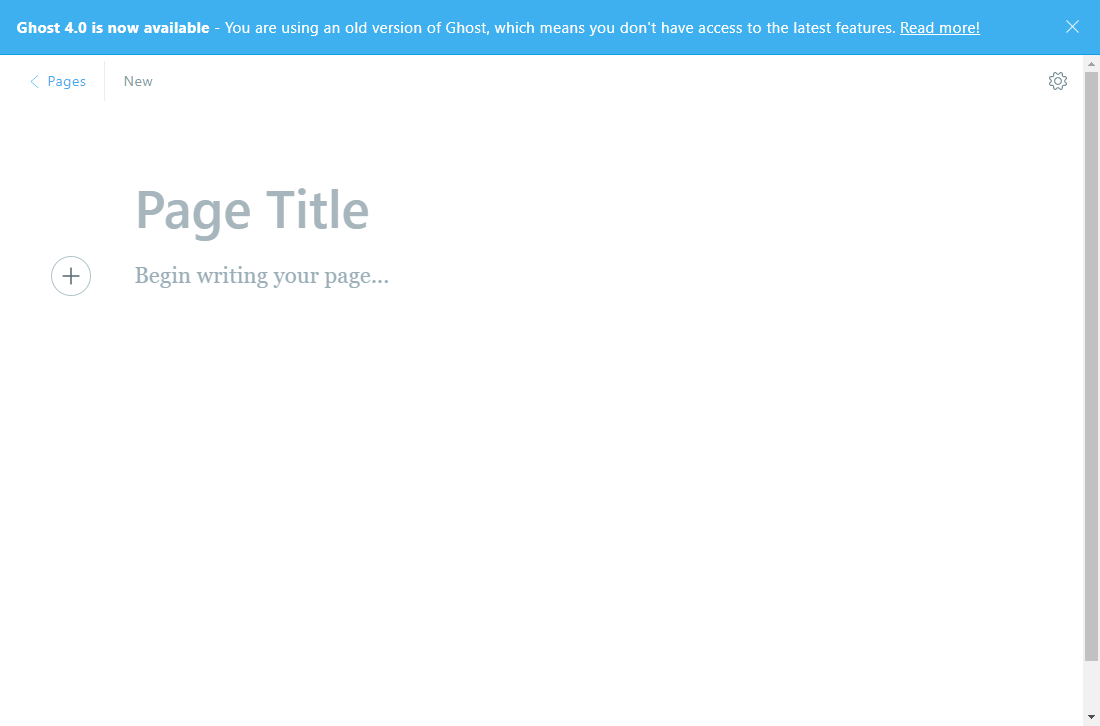 Ghost 4.0 is now available - You are using an old version of Ghost, which means you don't have access to the latest features. Read more!
Pages New
Page Title
Begin writing your page...